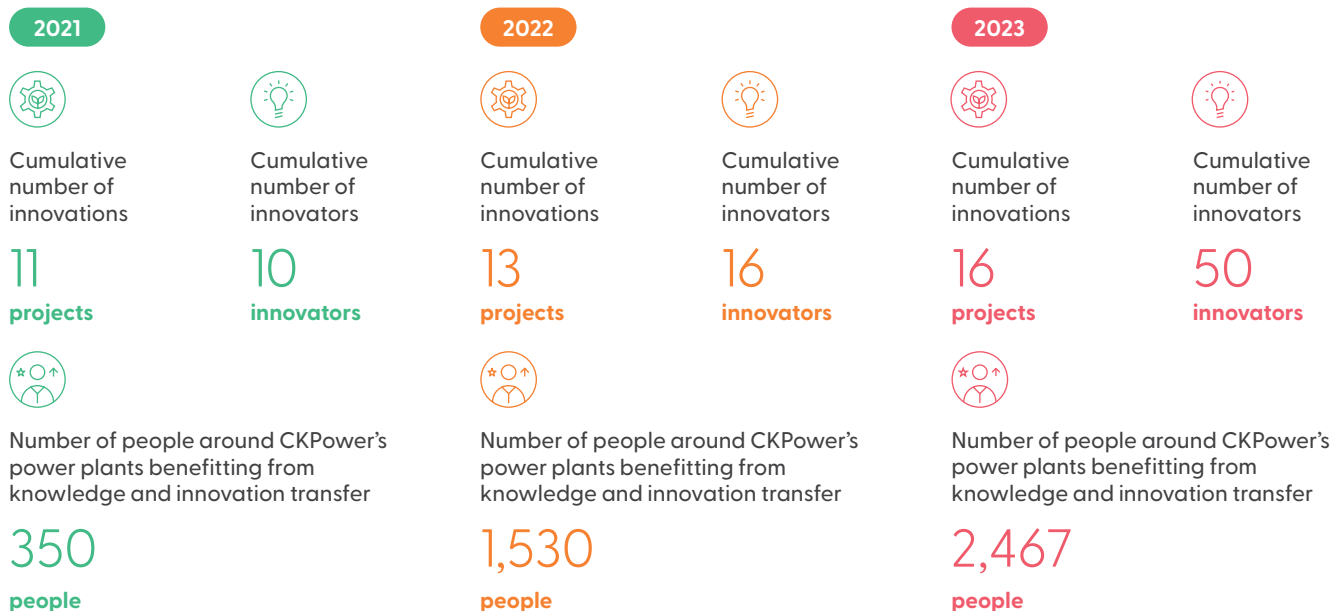 2021
Cumulative
number of
innovations
11
projects
Cumulative
number of
innovators
10
innovators
Number of people around CKPower’s
power plants benefitting from
knowledge and innovation transfer
350
people
2022
Cumulative
number of
innovations
13
projects
Cumulative
number of
innovators
16
innovators
Number of people around CKPower’s
power plants benefitting from
knowledge and innovation transfer
1,530
people
2023
Cumulative
number of
innovations
16
projects
Cumulative
number of
innovators
50
innovators
Number of people around CKPower’s
power plants benefitting from
knowledge and innovation transfer
2,467
people